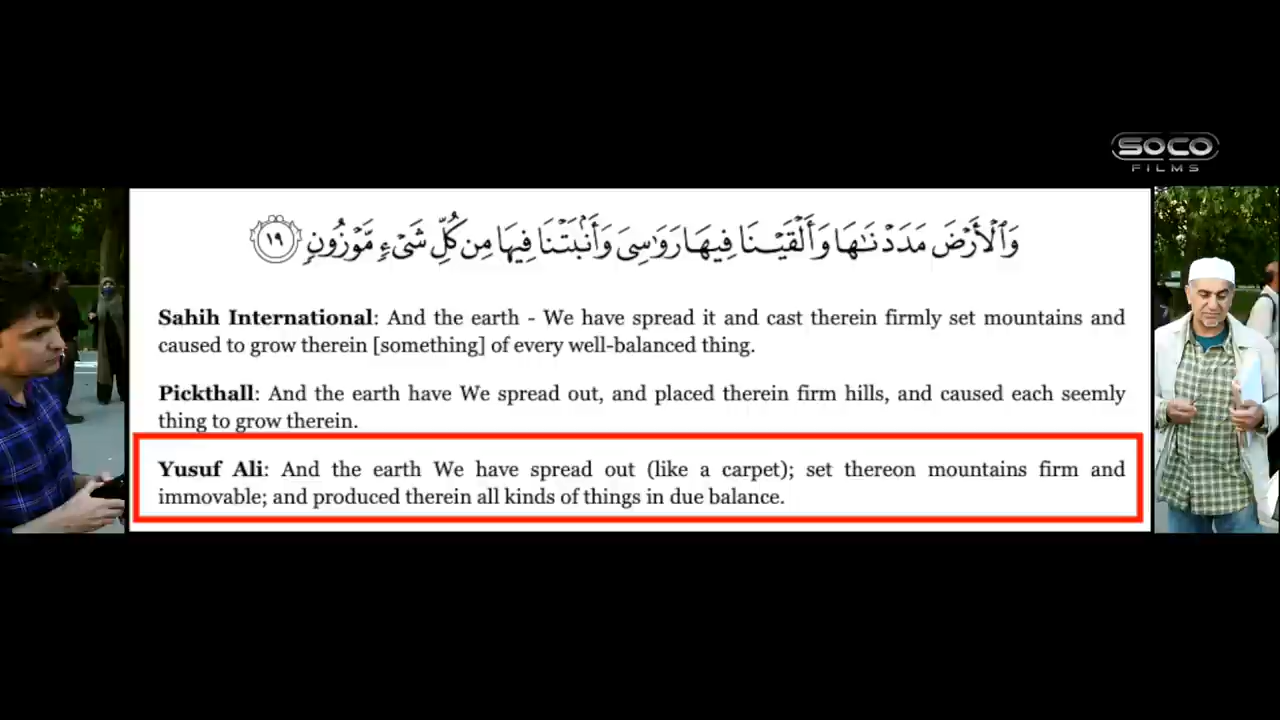 SOCO
FILMS
وَٱلْأَرْضَ مَدَدْنَـٰهَا وَأَلْقَيْنَا فِيهَا رَوَٰسِىَ وَأَنۢبَتْنَا فِيهَا مِن كُلِّ شَىْءٍ مَّوْزُونٍ ١٩
Sahih International: And the earth - We have spread it and cast therein firmly set mountains and
caused to grow therein [something] of every well-balanced thing.
Pickthall: And the earth have We spread out, and placed therein firm hills, and caused each seemly
thing to grow therein.
Yusuf Ali: And the earth We have spread out (like a carpet); set thereon mountains firm and
immovable; and produced therein all kinds of things in due balance.